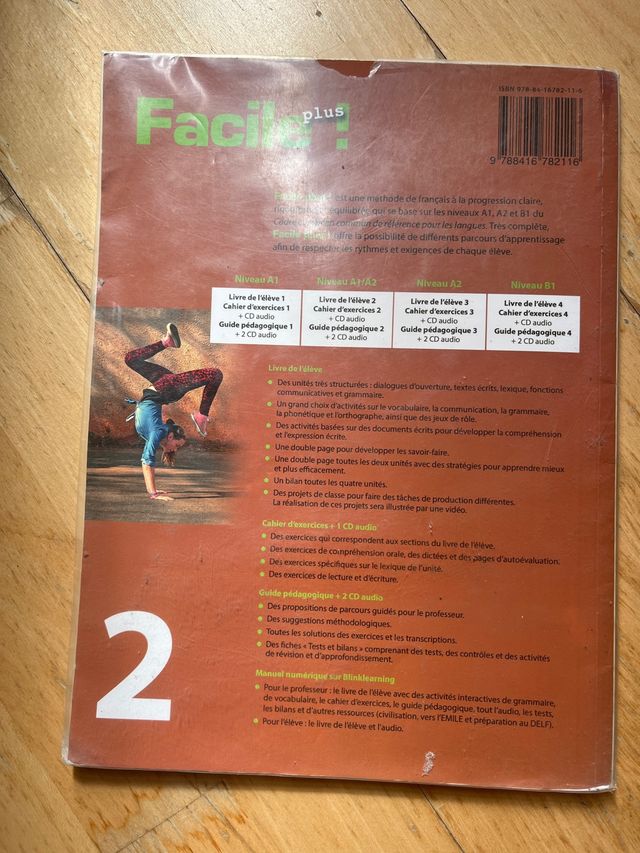 ISBN 978-84-16782-11-6
Facile plus !
9 788416 782116
est une methode de français à la progression claire,
équilibrée qui se base sur les niveaux A1, A2 et B1 du
commun de référence pour les langues. Très complète,
Facile plus ! offre la possibilité de différents parcours d'apprentissage
afin de respecter les rythmes et exigences de chaque élève.
Niveau A1
Livre de l'élève 1
Cahier d'exercices 1
+ CD audio
Guide pédagogique 1
+ 2 CD audio
Niveau A1/A2
Livre de l'élève 2
Cahier d'exercices 2
+ CD audio
Guide pédagogique 2
+ 2 CD audio
Niveau A2
Livre de l'élève 3
Cahier d'exercices 3
+ CD audio
Guide pédagogique 3
+ 2 CD audio
Niveau B1
Livre de l'élève 4
Cahier d'exercices 4
+ CD audio
Guide pédagogique 4
+ 2 CD audio
Livre de l'élève
• Des unités très structurées : dialogues d'ouverture, textes écrits, lexique, fonctions
communicatives et grammaire.
• Un grand choix d'activités sur le vocabulaire, la communication, la grammaire,
la phonétique et l'orthographe, ainsi que des jeux de rôle.
• Des activités basées sur des documents écrits pour développer la compréhension
et l'expression écrite.
• Une double page pour développer les savoir-faire.
• Une double page toutes les deux unités avec des stratégies pour apprendre mieux
et plus efficacement.
• Un bilan toutes les quatre unités.
• Des projets de classe pour faire des tâches de production différentes.
La réalisation de ces projets sera illustrée par une vidéo.
Cahier d'exercices + 1 CD audio
• Des exercices qui correspondent aux sections du livre de l'élève.
• Des exercices de compréhension orale, des dictées et des pages d'autoévaluation.
• Des exercices spécifiques sur le lexique de l'unité.
• Des exercices de lecture et d'écriture.
Guide pédagogique + 2 CD audio
• Des propositions de parcours guidés pour le professeur.
• Des suggestions méthodologiques.
• Toutes les solutions des exercices et les transcriptions.
• Des fiches « Tests et bilans » comprenant des tests, des contrôles et des activités
de révision et d'approfondissement.
Manuel numérique sur Blinklearning
• Pour le professeur : le livre de l'élève avec des activités interactives de grammaire,
de vocabulaire, le cahier d'exercices, le guide pédagogique, tout l'audio, les tests,
les bilans et d'autres ressources (civilisation, vers l'EMILE et préparation au DELF).
• Pour l'élève : le livre de l'élève et l'audio.
2